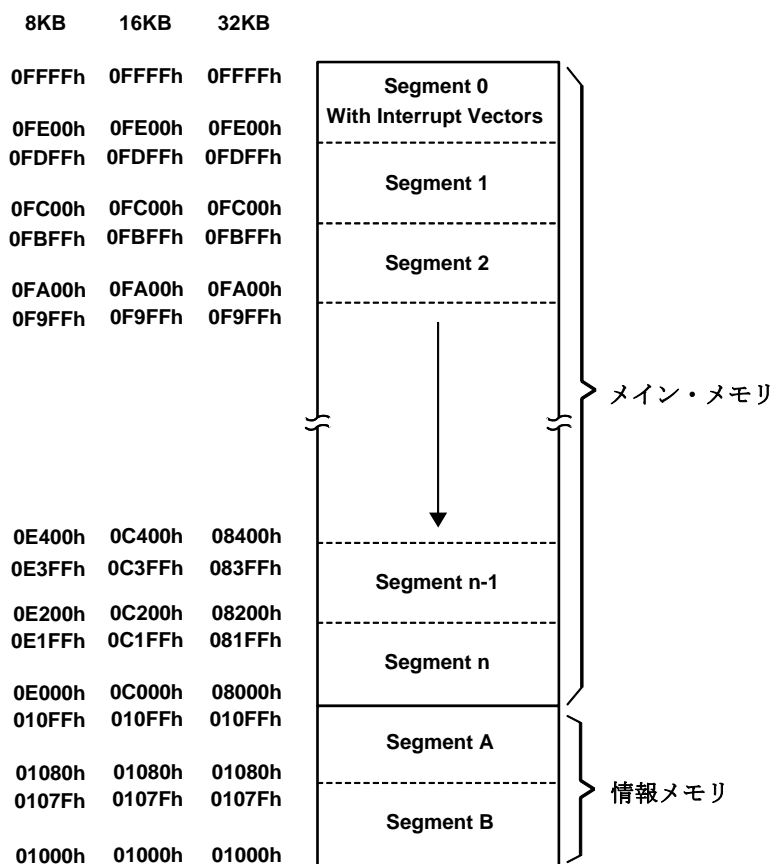 8KB 16KB 32KB
0FFFFh 0FFFFh 0FFFFh
Segment 0
With Interrupt Vectors
0FE00h 0FE00h 0FE00h
0FDFFh 0FDFFh 0FDFFh
Segment 1
0FC00h 0FC00h 0FC00h
0FBFFh 0FBFFh 0FBFFh
Segment 2
0FA00h 0FA00h 0FA00h
0F9FFh 0F9FFh 0F9FFh
メイン・メモリ
0E400h 0C400h 08400h
0E3FFh 0C3FFh 083FFh
Segment n-1
0E200h 0C200h 08200h
0E1FFh 0C1FFh 081FFh
Segment n
0E000h 0C000h 08000h
010FFh 010FFh 010FFh
Segment A
01080h 01080h 01080h
0107Fh 0107Fh 0107Fh
情報メモリ
Segment B
01000h 01000h 01000h